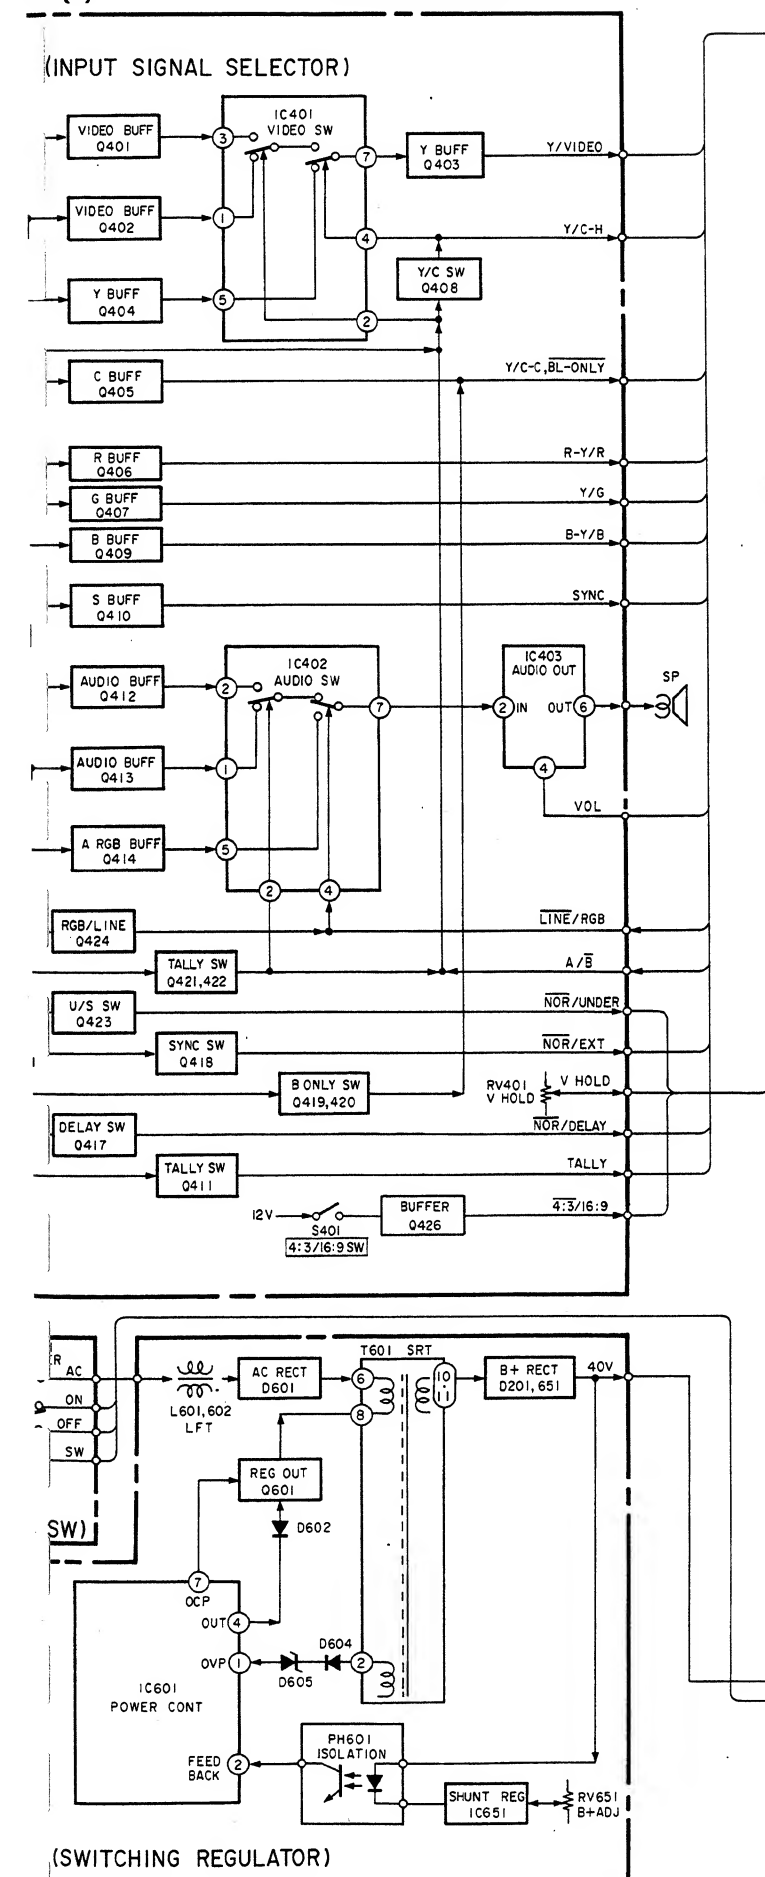 (INPUT SIGNAL SELECTOR)
VIDEO BUFF
Q401
3
IC401
VIDEO SW
7
Y BUFF
Q403
Y/VIDEO
VIDEO BUFF
Q402
1
4
Y/C-H
Y BUFF
Q404
5
Y/C SW
Q408
2
C BUFF
Q405
Y/C-C, B̅L̅-̅O̅N̅L̅Y̅
R BUFF
Q406
R-Y/R
G BUFF
Q407
Y/G
B BUFF
Q409
B-Y/B
S BUFF
Q410
SYNC
AUDIO BUFF
Q412
2
IC402
AUDIO SW
7
IC403
AUDIO OUT
2 IN
OUT 6
SP
AUDIO BUFF
Q413
1
4
VOL
A RGB BUFF
Q414
5
2
4
RGB/LINE
Q424
L̅I̅N̅E̅/RGB
TALLY SW
Q421,422
A/B̅
U/S SW
Q423
N̅O̅R̅/UNDER
SYNC SW
Q418
N̅O̅R̅/EXT
B ONLY SW
Q419,420
RV401
V HOLD
V HOLD
DELAY SW
Q417
N̅O̅R̅/DELAY
TALLY SW
Q411
TALLY
12V
S401
4:3/16:9SW
BUFFER
Q426
4̅:̅3̅/16:9
R
AC
ON
OFF
SW
SW)
L601,602
LFT
AC RECT
D601
T601 SRT
6
8
10
11
B+ RECT
D201,651
40V
REG OUT
Q601
D602
7
OCP
OUT 4
OVP 1
D605
D604
2
IC601
POWER CONT
FEED
BACK
2
PH601
ISOLATION
SHUNT REG
IC651
RV651
B+ADJ
(SWITCHING REGULATOR)